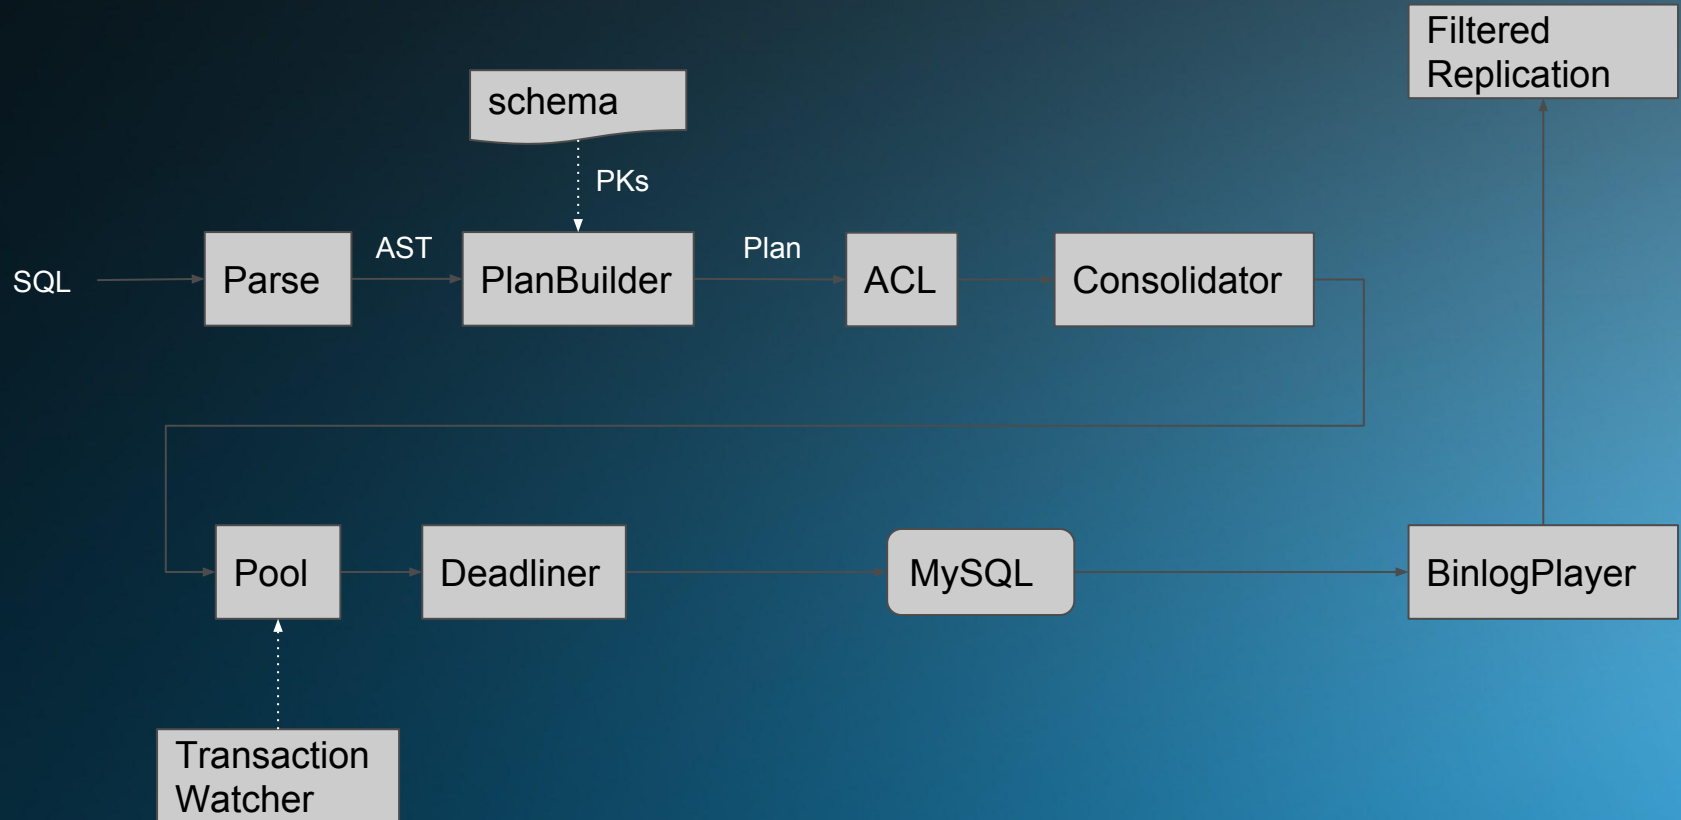 Filtered
Replication
schema
PKs
SQL
Parse
AST
PlanBuilder
Plan
ACL
Consolidator
Pool
Deadliner
MySQL
BinlogPlayer
Transaction
Watcher